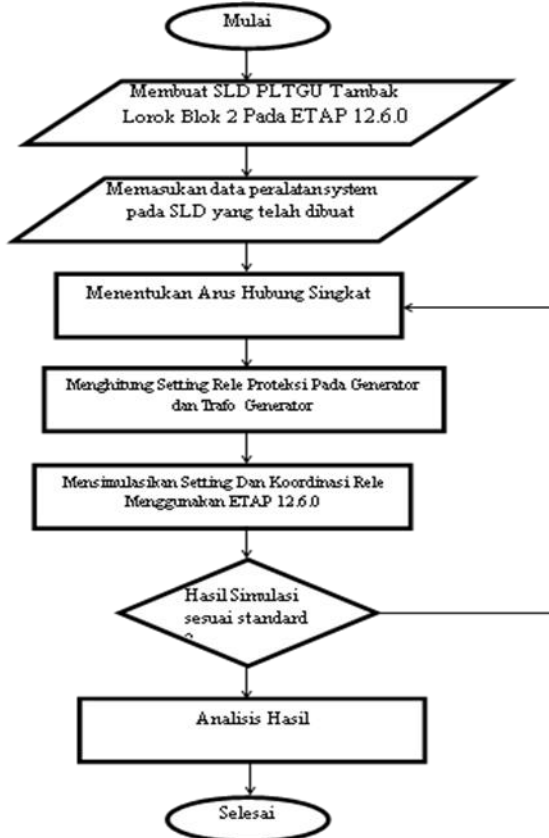 Mulai
Membuat SLD PLTGU Tambak
Lorok Blok 2 Pada ETAP 12.6.0
Memasukan data peralatan system
pada SLD yang telah dibuat
Menentukan Arus Hubung Singkat
Menghitung Setting Rele Proteksi Pada Generator
dan Trafo Generator
Mensimulasikan Setting Dan Koordinasi Rele
Menggunakan ETAP 12.6.0
Hasil Simulasi
sesuai standard
?
Analisis Hasil
Selesai